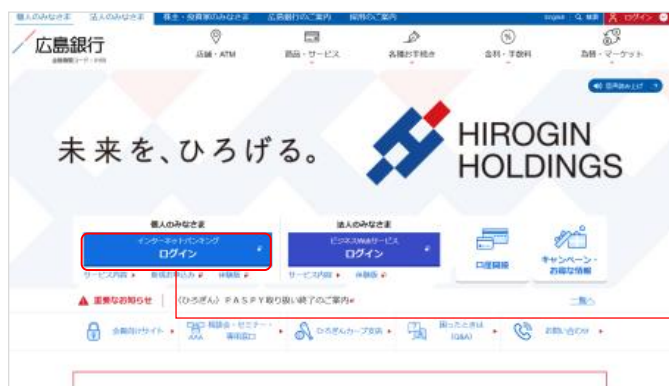 個人のみなさま 法人のみなさま 株主・投資家のみなさま 広島銀行のご案内 採用のご案内 English 検索 ログイン
広島銀行
店舗・ATM 商品・サービス 各種お手続き 金利・手数料 為替・マーケット
音声読み上げ
未来を、ひろげる。
HIROGIN
HOLDINGS
個人のみなさま 法人のみなさま
インターネットバンキング ビジネスWebサービス
ログイン ログイン
口座開設 キャンペーン・
お得な情報
サービス内容 新規お申込み 体験版 サービス内容 体験版
重要なお知らせ 〈ひろぎん〉PASPY取り扱い終了のご案内 一覧へ
金融向けサイト 相談会・セミナー・ ひろぎんカープ支店 困ったときは お問い合わせ
専用窓口 (Q&A)